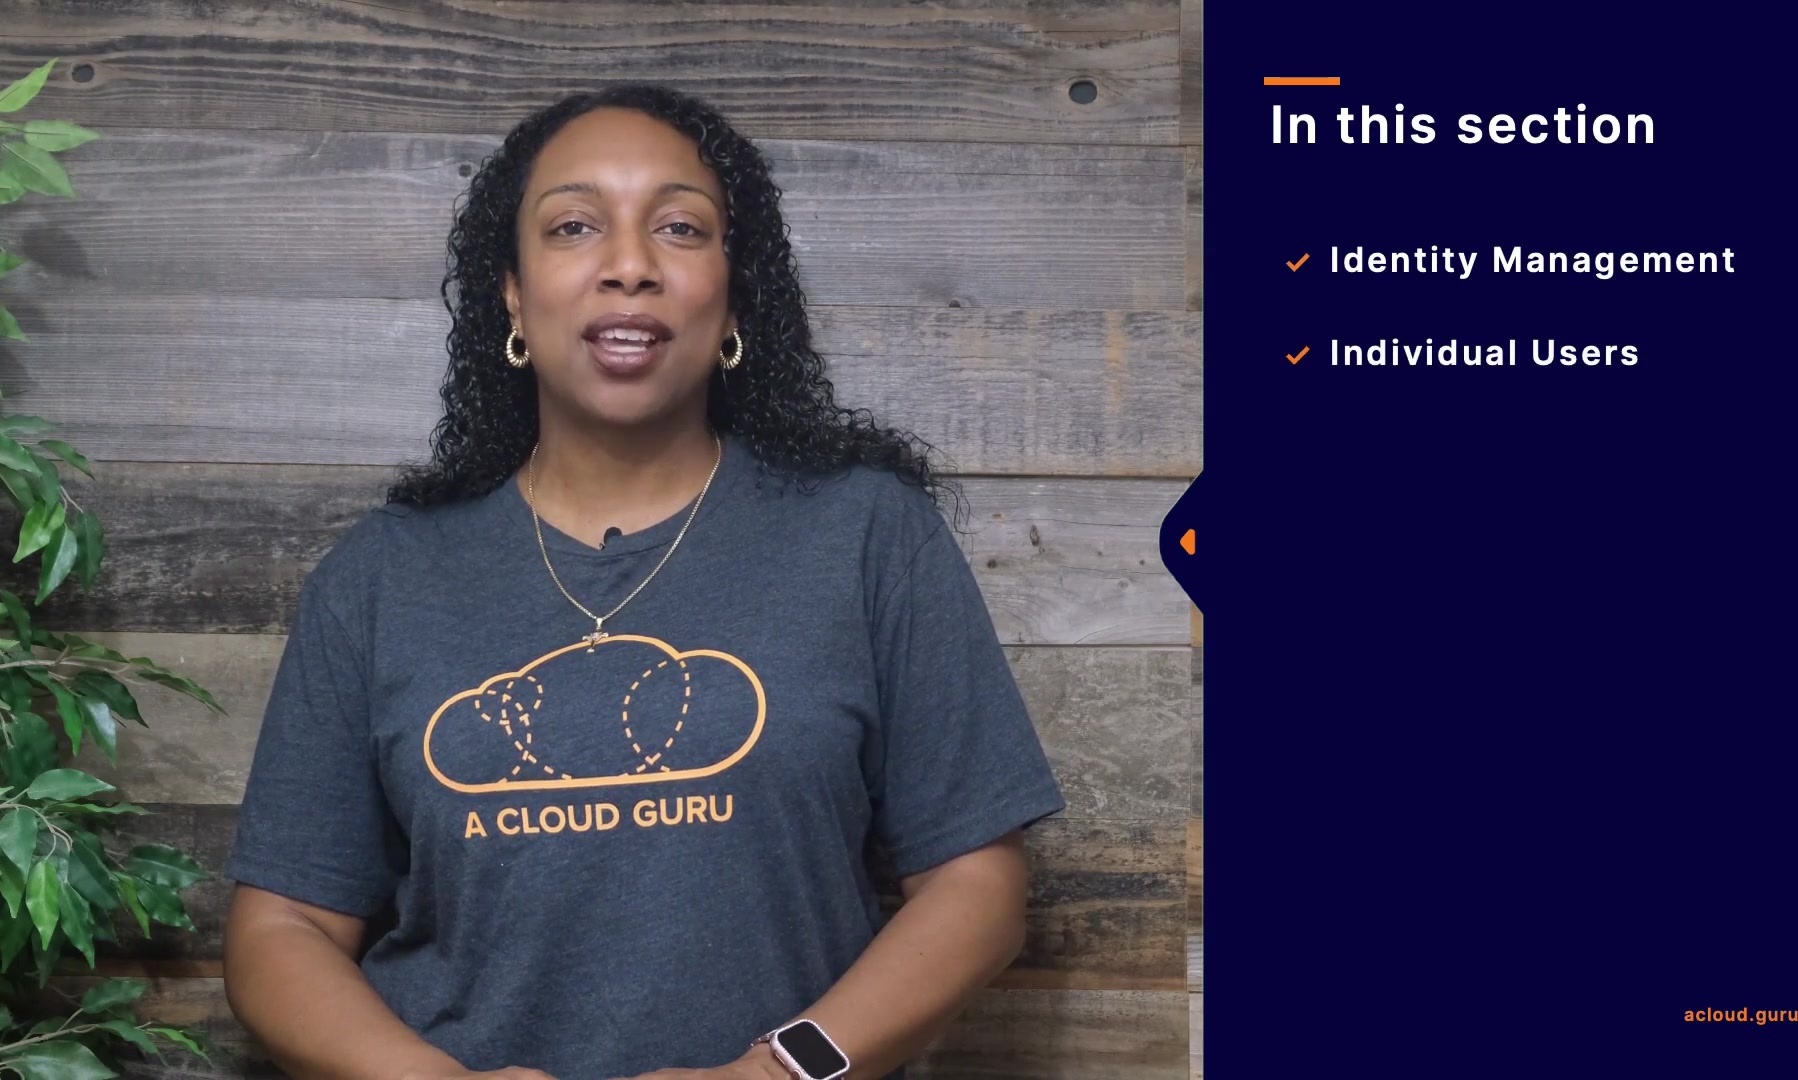 In this section
Identity Management
Individual Users
A CLOUD GURU
acloud.guru